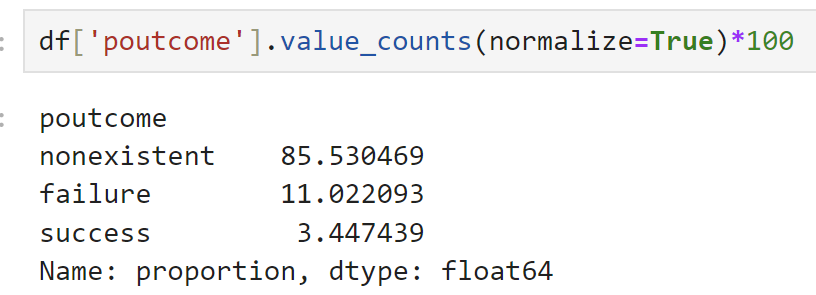 : df['poutcome'].value_counts(normalize=True)*100
: poutcome
nonexistent    85.530469
failure        11.022093
success         3.447439
Name: proportion, dtype: float64